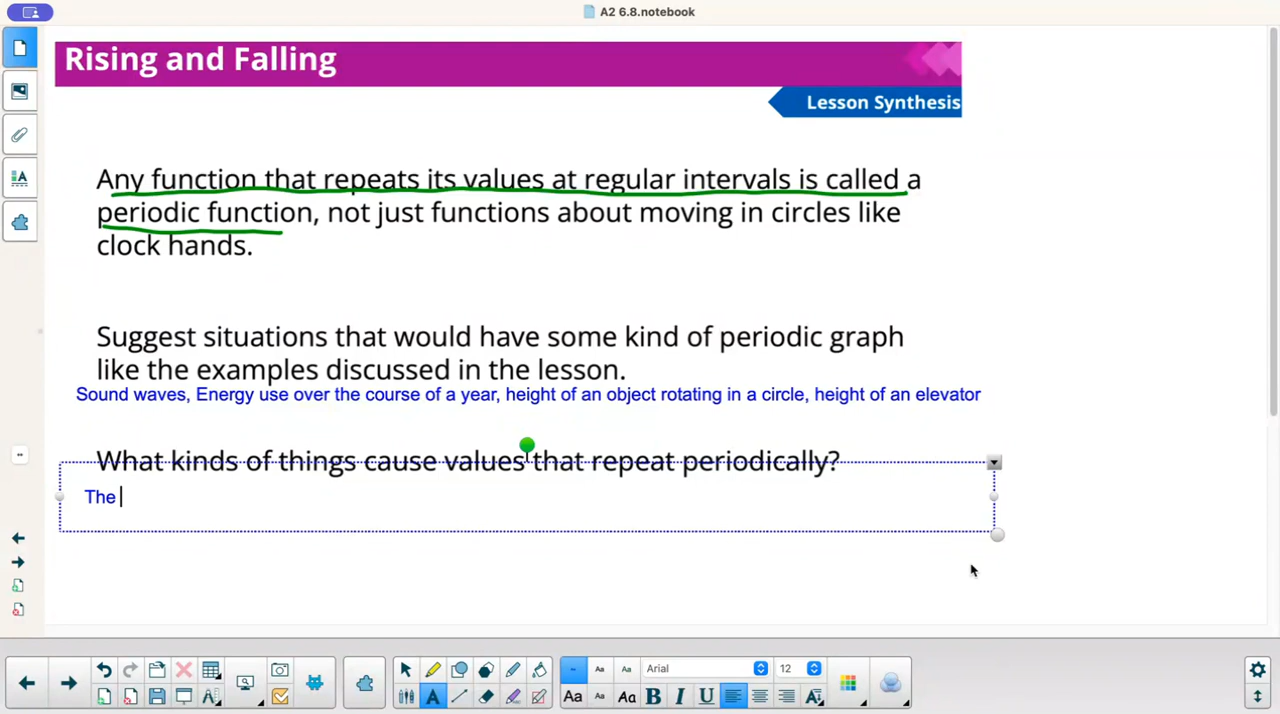 A2 6.8.notebook
Rising and Falling
Lesson Synthesis
Any function that repeats its values at regular intervals is called a
periodic function, not just functions about moving in circles like
clock hands.
Suggest situations that would have some kind of periodic graph
like the examples discussed in the lesson.
Sound waves, Energy use over the course of a year, height of an object rotating in a circle, height of an elevator
What kinds of things cause values that repeat periodically?
The
Arial
12
Aa Aa
Aa Aa Aa B I U